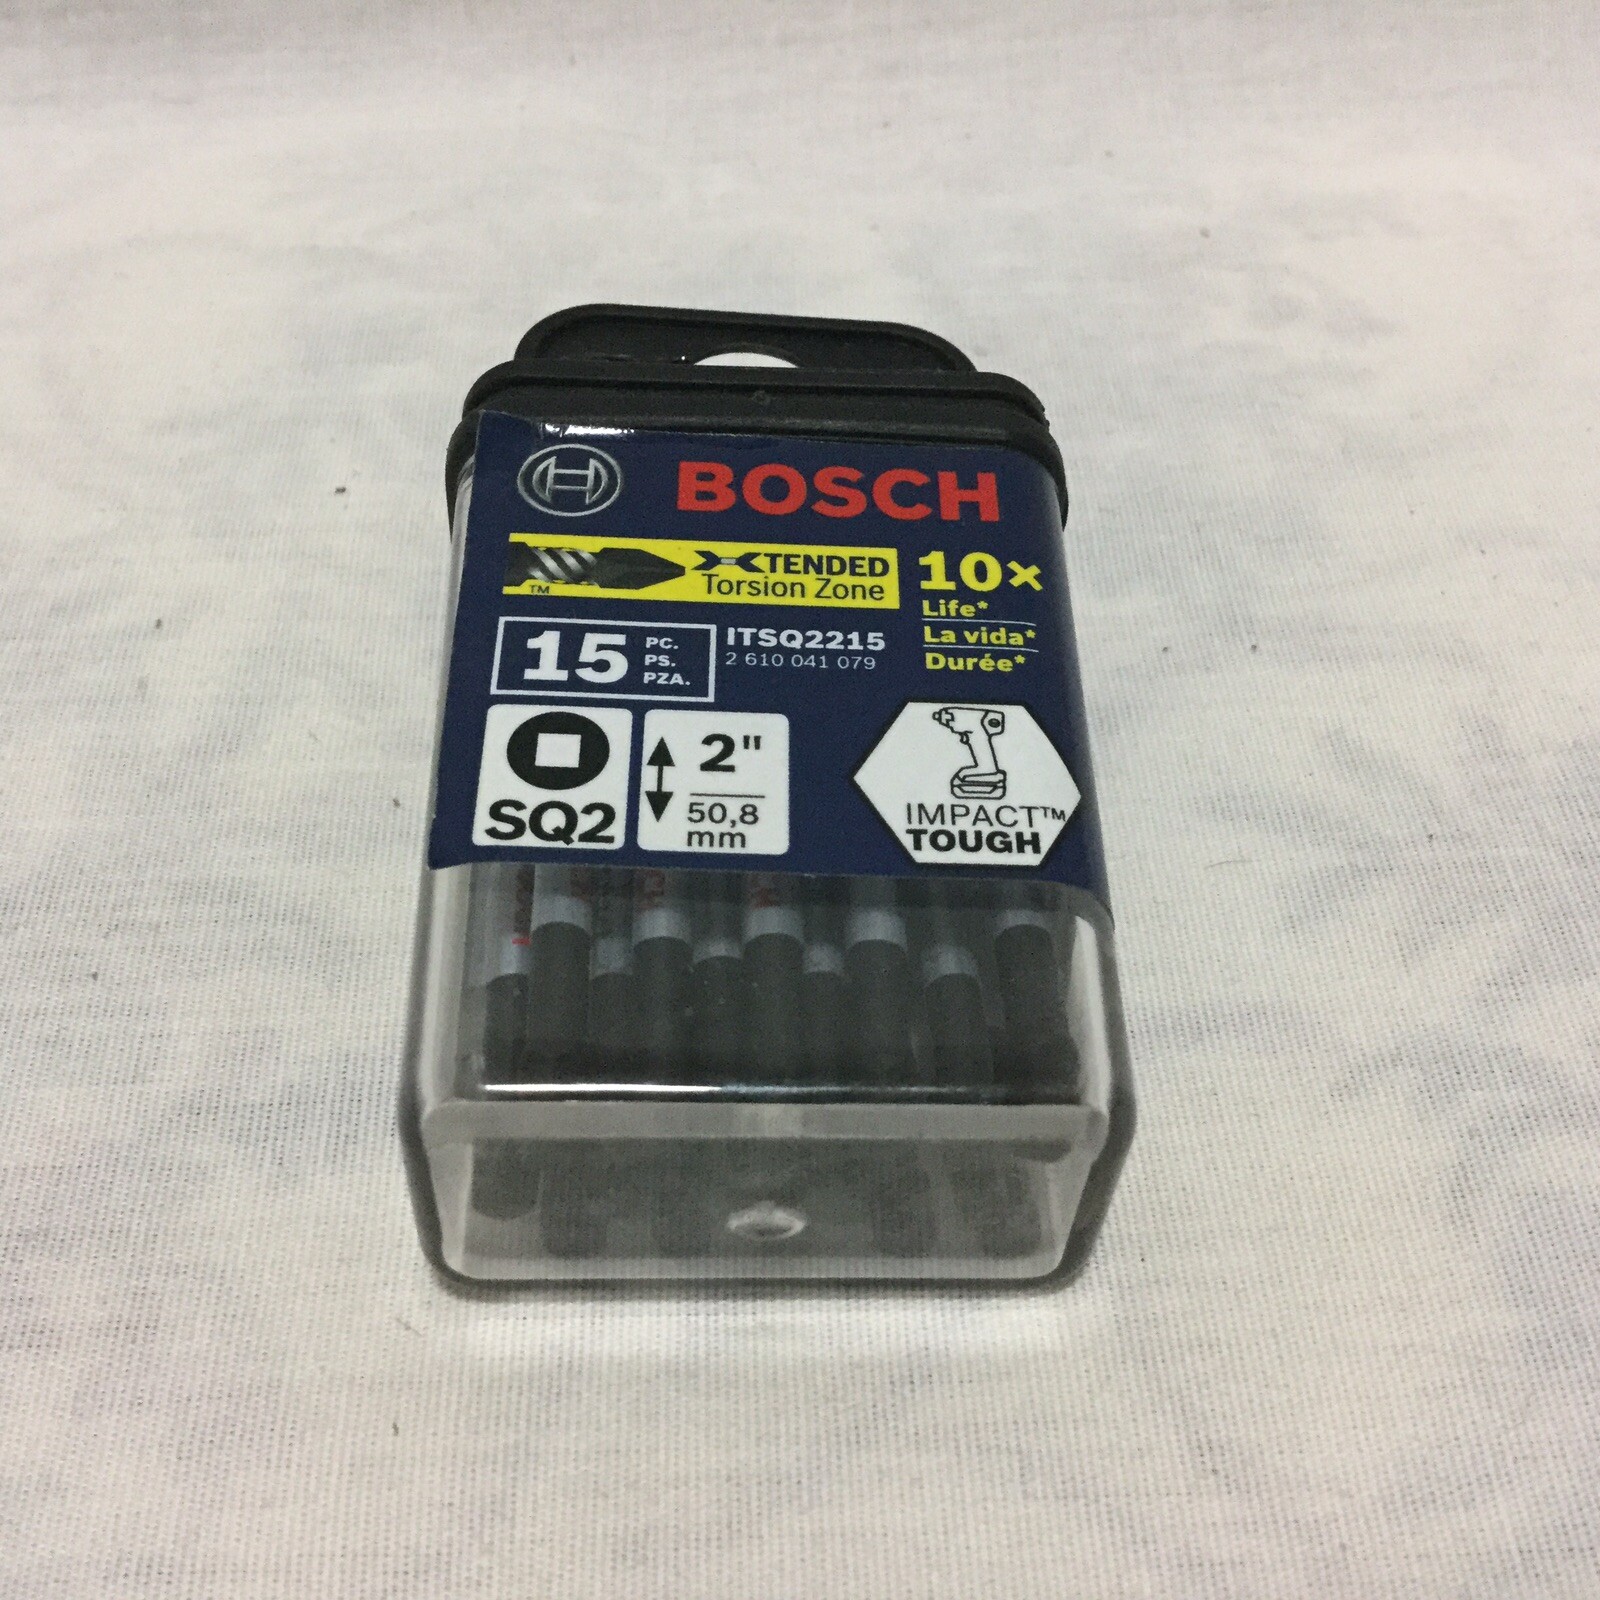 BOSCH
XTENDED
Torsion Zone
™
10x
Life*
La vida*
Durée*
15 PC.
PS.
PZA.
ITSQ2215
2 610 041 079
SQ2
2"
50,8
mm
IMPACT™
TOUGH